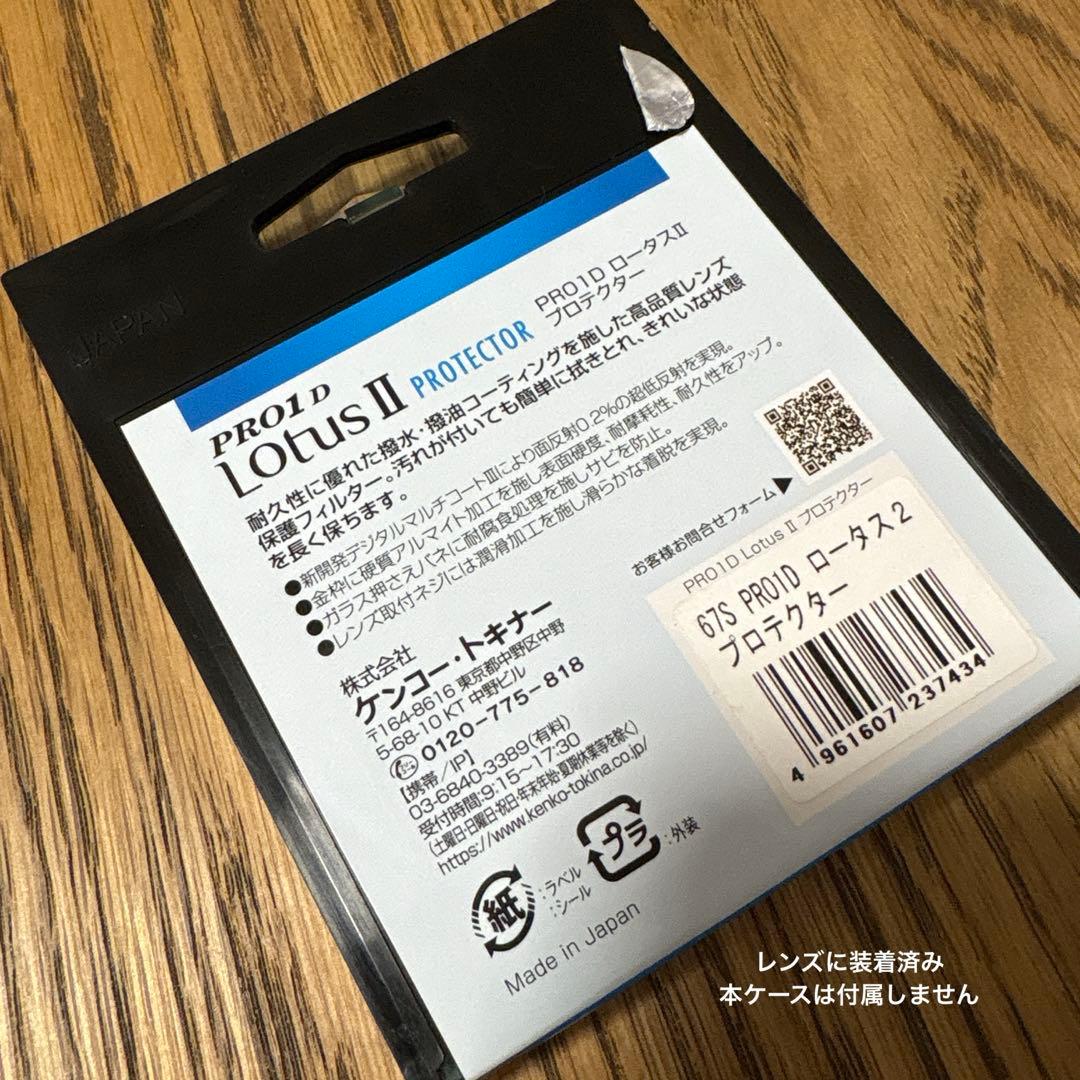 JAPAN
PRO1D
Lotus II PROTECTOR
PRO1D ロータスII
プロテクター
耐久性に優れた撥水・撥油コーティングを施した高品質レンズ
保護フィルター。汚れが付いても簡単に拭きとれ、きれいな状態
を長く保ちます。
●新開発デジタルマルチコートIIIにより面反射0.2%の超低反射を実現。
●金枠に硬質アルマイト加工を施し表面硬度、耐摩耗性、耐久性をアップ。
●ガラス押さえバネに耐腐食処理を施しサビを防止。
●レンズ取付ネジには潤滑加工を施し滑らかな着脱を実現。
お客様お問合せフォーム▶
株式会社
ケンコー・トキナー
〒164-8616 東京都中野区中野
5-68-10 KT 中野ビル
0120-775-818
【携帯/IP】
03-6840-3389(有料)
受付時間:9:15〜17:30
(土曜日・日曜日・祝日・年末年始・夏期休業等を除く)
https://www.kenko-tokina.co.jp/
PRO1D Lotus II プロテクター
67S PRO1D ロータス2
プロテクター
4 961607 237434
紙 :ラベル
:シール
プラ :外装
Made in Japan
レンズに装着済み
本ケースは付属しません